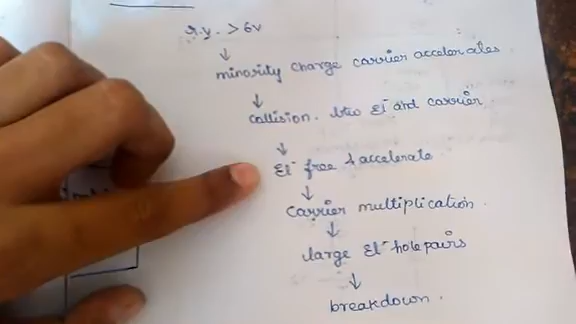 r.v. > 6v
↓
minority charge carrier accelerates
↓
collision. btw El⁻ and carrier
↓
El⁻ free & accelerate
↓
carrier multiplication.
↓
large El⁻ hole pairs
↓
breakdown.